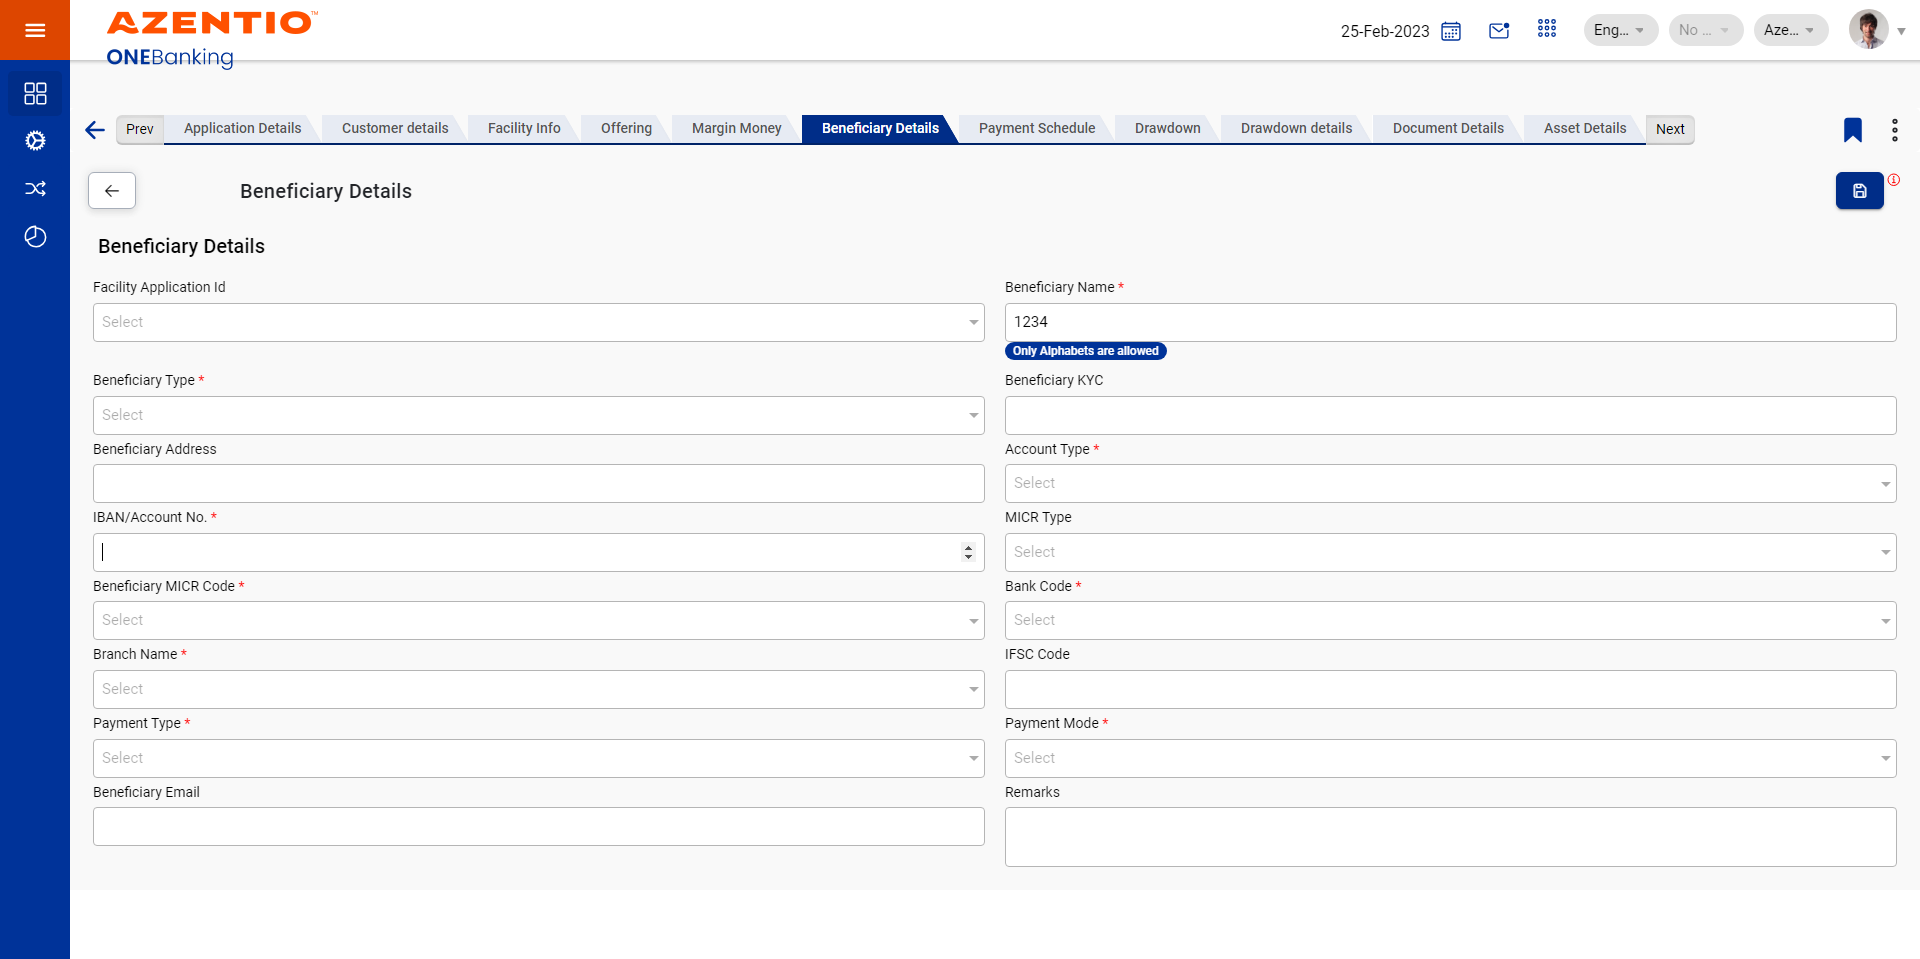 AZENTIO™
ONEBanking
25-Feb-2023
Eng...
No ...
Aze...
Prev
Application Details
Customer details
Facility Info
Offering
Margin Money
Beneficiary Details
Payment Schedule
Drawdown
Drawdown details
Document Details
Asset Details
Next
Beneficiary Details
Beneficiary Details
Facility Application Id
Beneficiary Name *
Select
1234
Only Alphabets are allowed
Beneficiary Type *
Beneficiary KYC
Select
Beneficiary Address
Account Type *
Select
IBAN/Account No. *
MICR Type
Select
Beneficiary MICR Code *
Bank Code *
Select
Select
Branch Name *
IFSC Code
Select
Payment Type *
Payment Mode *
Select
Select
Beneficiary Email
Remarks